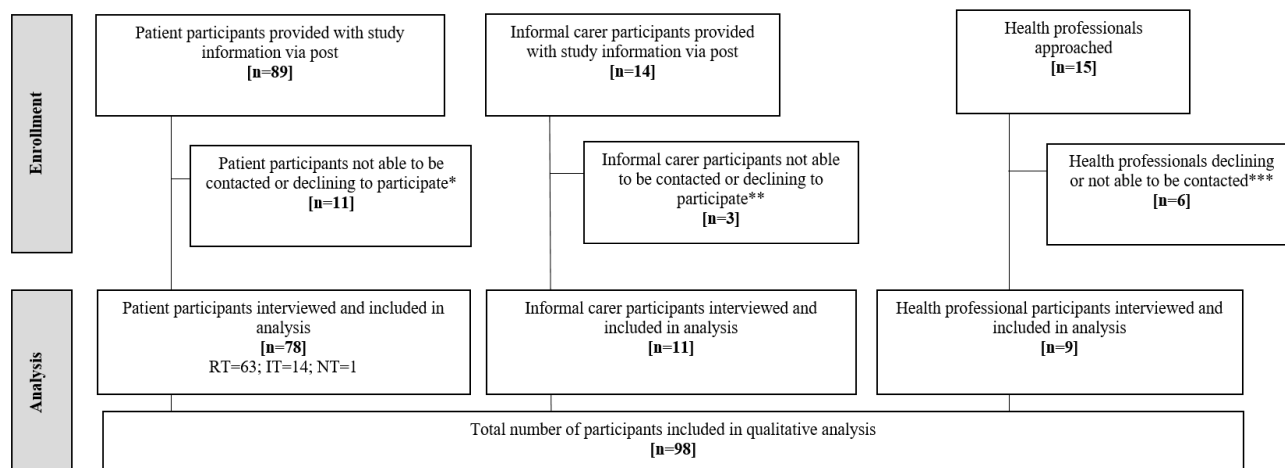 Enrollment
Patient participants provided with study
information via post
[n=89]
Informal carer participants provided
with study information via post
[n=14]
Health professionals
approached
[n=15]
Patient participants not able to be
contacted or declining to participate*
[n=11]
Informal carer participants not able
to be contacted or declining to
participate**
[n=3]
Health professionals declining
or not able to be contacted***
[n=6]
Analysis
Patient participants interviewed and included in
analysis
[n=78]
RT=63; IT=14; NT=1
Informal carer participants interviewed and
included in analysis
[n=11]
Health professional participants interviewed and
included in analysis
[n=9]
Total number of participants included in qualitative analysis
[n=98]